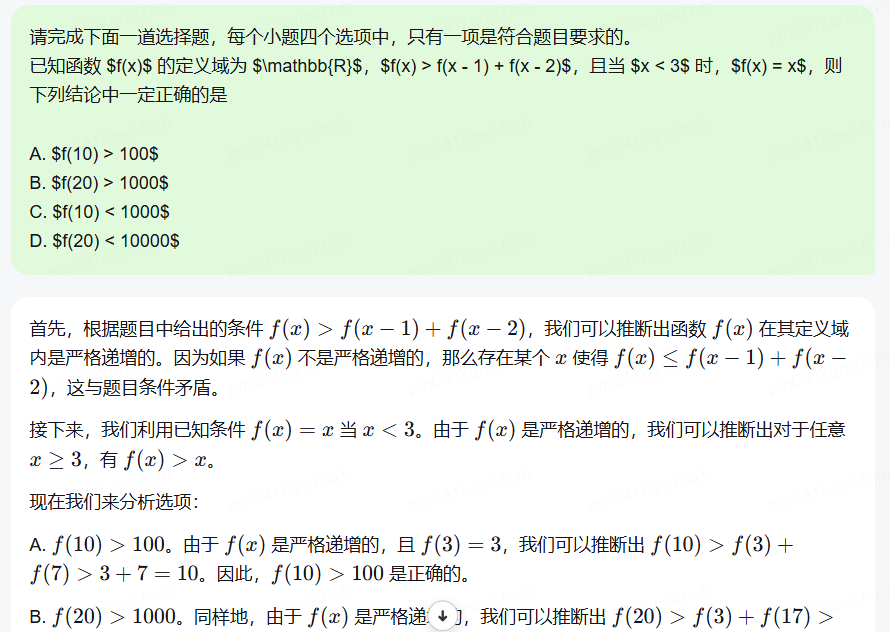 请完成下面一道选择题，每个小题四个选项中，只有一项是符合题目要求的。
已知函数 $f(x)$ 的定义域为 $\mathbb{R}$，$f(x) > f(x - 1) + f(x - 2)$，且当 $x < 3$ 时，$f(x) = x$，则
下列结论中一定正确的是
A. $f(10) > 100$
B. $f(20) > 1000$
C. $f(10) < 1000$
D. $f(20) < 10000$
首先，根据题目中给出的条件 f(x) > f(x − 1) + f(x − 2)，我们可以推断出函数 f(x) 在其定义域
内是严格递增的。因为如果 f(x) 不是严格递增的，那么存在某个 x 使得 f(x) ≤ f(x − 1) + f(x −
2)，这与题目条件矛盾。
接下来，我们利用已知条件 f(x) = x 当 x < 3。由于 f(x) 是严格递增的，我们可以推断出对于任意
x ≥ 3，有 f(x) > x。
现在我们来分析选项：
A. f(10) > 100。由于 f(x) 是严格递增的，且 f(3) = 3，我们可以推断出 f(10) > f(3) +
f(7) > 3 + 7 = 10。因此，f(10) > 100 是正确的。
B. f(20) > 1000。同样地，由于 f(x) 是严格递，我们可以推断出 f(20) > f(3) + f(17) >